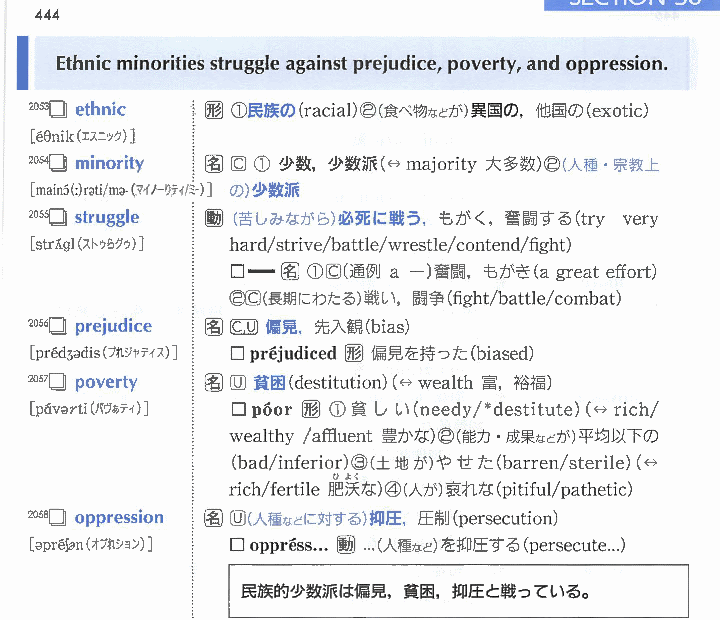 444
SECTION 30
Ethnic minorities struggle against prejudice, poverty, and oppression.
2053□ ethnic 形 ①民族の(racial)②(食べ物などが)異国の，他国の(exotic)
[éθnik(エスニック)]
2054□ minority 名 C ① 少数，少数派(↔ majority 大多数)②(人種・宗教上
[mainɔ́(:)rəti/mə-(マイノーりティ/ミ-)] の)少数派
2055□ struggle 動 (苦しみながら)必死に戦う，もがく，奮闘する(try very
[strʌ́gl(ストゥらグゥ)] hard/strive/battle/wrestle/contend/fight)
□ ━ 名 ①C(通例 a ―)奮闘，もがき(a great effort)
②C(長期にわたる)戦い，闘争(fight/battle/combat)
2056□ prejudice 名 C,U 偏見，先入観(bias)
[prédʒədis(プれジャディス)] □ préjudiced 形 偏見を持った(biased)
2057□ poverty 名 U 貧困(destitution)(↔ wealth 富，裕福)
[pɑ́vərti(パヴァティ)] □ póor 形 ①貧しい(needy/*destitute)(↔ rich/
wealthy /affluent 豊かな)②(能力・成果などが)平均以下の
(bad/inferior)③(土地が)やせた(barren/sterile)(↔
rich/fertile 肥沃な)④(人が)哀れな(pitiful/pathetic)
2058□ oppression 名 U(人種などに対する)抑圧，圧制(persecution)
[əpréʃən(オプれション)] □ oppréss... 動 ...(人種など)を抑圧する(persecute...)
民族的少数派は偏見，貧困，抑圧と戦っている。